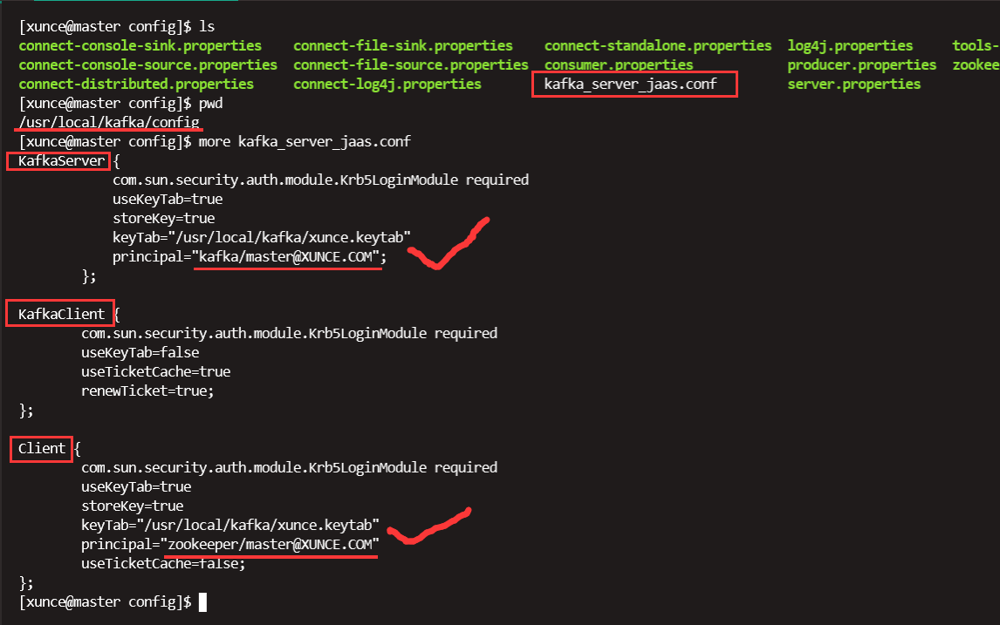 [xunce@master config]$ ls
connect-console-sink.properties connect-file-sink.properties connect-standalone.properties log4j.properties tools-
connect-console-source.properties connect-file-source.properties consumer.properties producer.properties zookee
connect-distributed.properties connect-log4j.properties kafka_server_jaas.conf server.properties
[xunce@master config]$ pwd
/usr/local/kafka/config
[xunce@master config]$ more kafka_server_jaas.conf
KafkaServer {
com.sun.security.auth.module.Krb5LoginModule required
useKeyTab=true
storeKey=true
keyTab="/usr/local/kafka/xunce.keytab"
principal="kafka/master@XUNCE.COM";
};
KafkaClient {
com.sun.security.auth.module.Krb5LoginModule required
useKeyTab=false
useTicketCache=true
renewTicket=true;
};
Client {
com.sun.security.auth.module.Krb5LoginModule required
useKeyTab=true
storeKey=true
keyTab="/usr/local/kafka/xunce.keytab"
principal="zookeeper/master@XUNCE.COM"
useTicketCache=false;
};
[xunce@master config]$